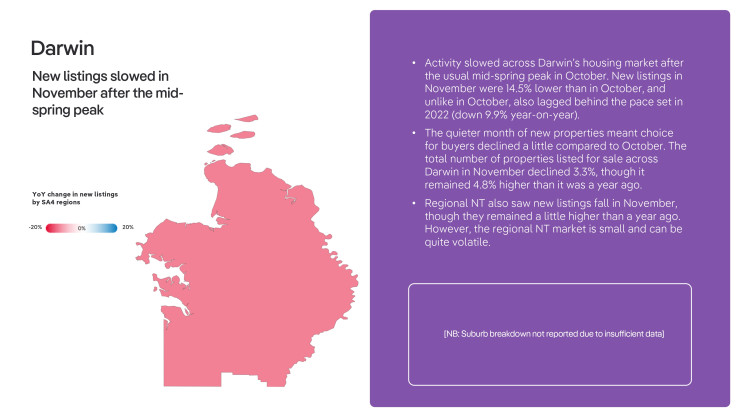 Darwin
New listings slowed in
November after the mid-
spring peak
YoY change in new listings
by SA4 regions
-20% 0% 20%
• Activity slowed across Darwin's housing market after
the usual mid-spring peak in October. New listings in
November were 14.5% lower than in October, and
unlike in October, also lagged behind the pace set in
2022 (down 9.9% year-on-year).
• The quieter month of new properties meant choice
for buyers declined a little compared to October. The
total number of properties listed for sale across
Darwin in November declined 3.3%, though it
remained 4.8% higher than it was a year ago.
• Regional NT also saw new listings fall in November,
though they remained a little higher than a year ago.
However, the regional NT market is small and can be
quite volatile.
[NB: Suburb breakdown not reported due to insufficient data]